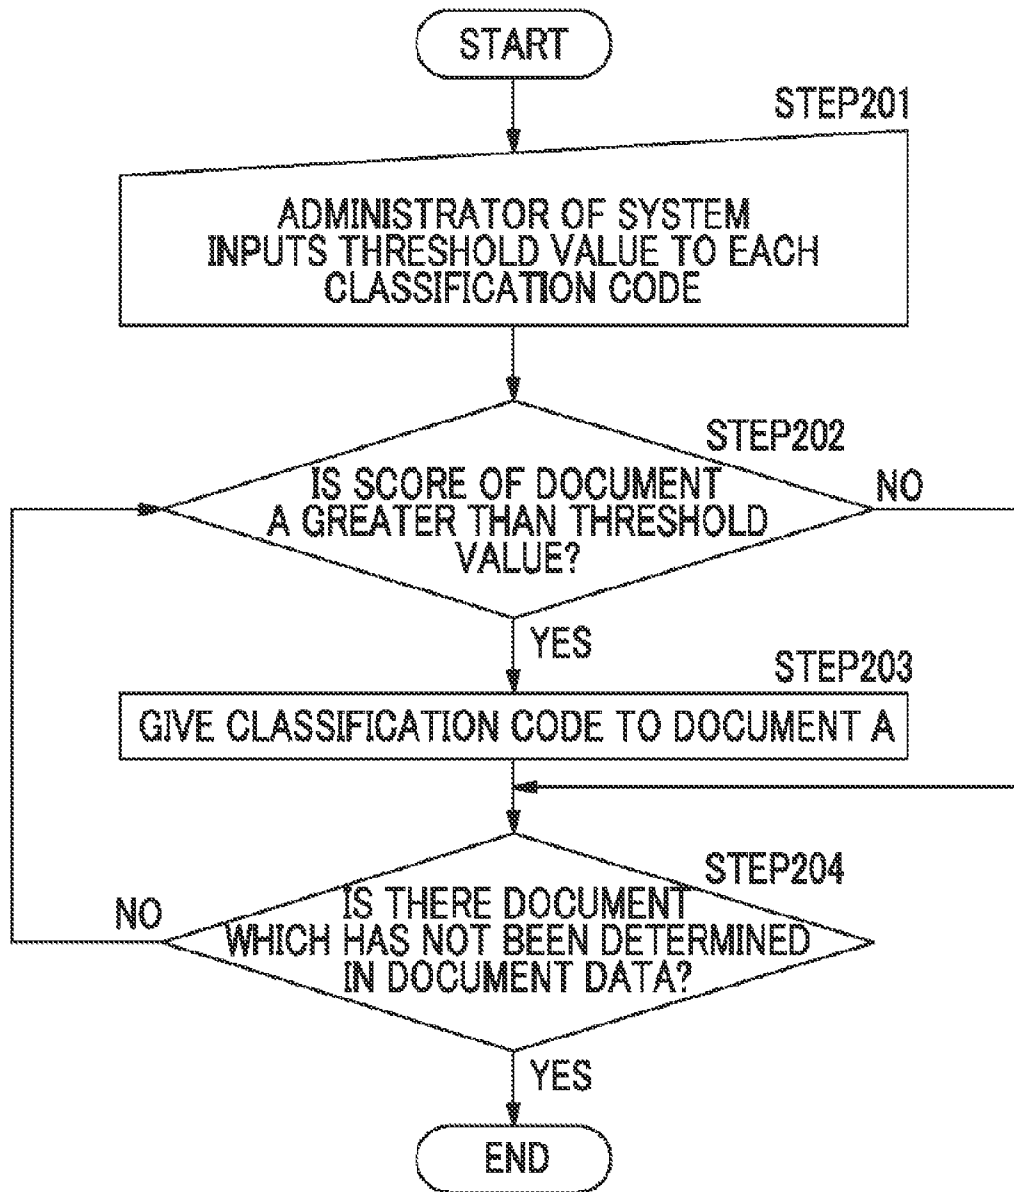 START
STEP201
ADMINISTRATOR OF SYSTEM
INPUTS THRESHOLD VALUE TO EACH
CLASSIFICATION CODE
STEP202
IS SCORE OF DOCUMENT
A GREATER THAN THRESHOLD
VALUE?
NO
YES
STEP203
GIVE CLASSIFICATION CODE TO DOCUMENT A
STEP204
IS THERE DOCUMENT
WHICH HAS NOT BEEN DETERMINED
IN DOCUMENT DATA?
NO
YES
END